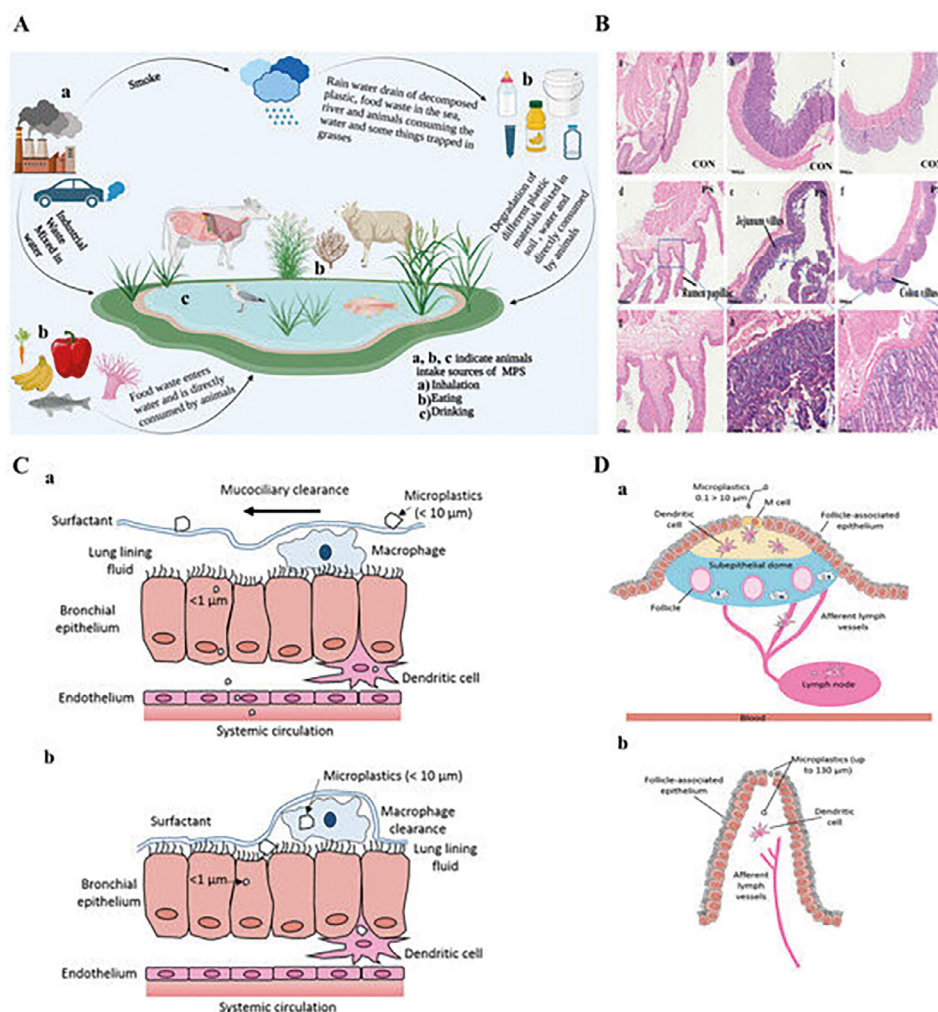 A
a
Smoke
Rain water drain of decomposed
plastic, food waste in the sea,
river and animals consuming the
water and some things trapped in
grasses
b
Industrial
Waste
Mixed in
water
Degradation of
different plastic
materials mixed in
soil , water and
directly consumed
by animals
b
c
b
Food waste enters
water and is directly
consumed by animals
a, b, c indicate animals
intake sources of MPS
a) Inhalation
b) Eating
c) Drinking
B
a
CON
b
CON
c
CON
d
PS
Rumen papillae
e
PS
Jejunum villus
f
Colon villus
g
h
i
C
a
Mucociliary clearance
Microplastics
(< 10 μm)
Surfactant
Lung lining
fluid
Macrophage
Bronchial
epithelium
<1 μm
Dendritic cell
Endothelium
Systemic circulation
b
Microplastics (< 10 μm)
Surfactant
Macrophage
clearance
Lung lining
fluid
<1 μm
Bronchial
epithelium
Dendritic cell
Endothelium
Systemic circulation
D
a
Microplastics
0.1 > 10 μm
M cell
Dendritic
cell
Follicle-associated
epithelium
Subepithelial dome
Follicle
Afferent lymph
vessels
Lymph node
Blood
b
Microplastics (up
to 130 μm)
Follicle-associated
epithelium
Dendritic
cell
Afferent
lymph
vessels